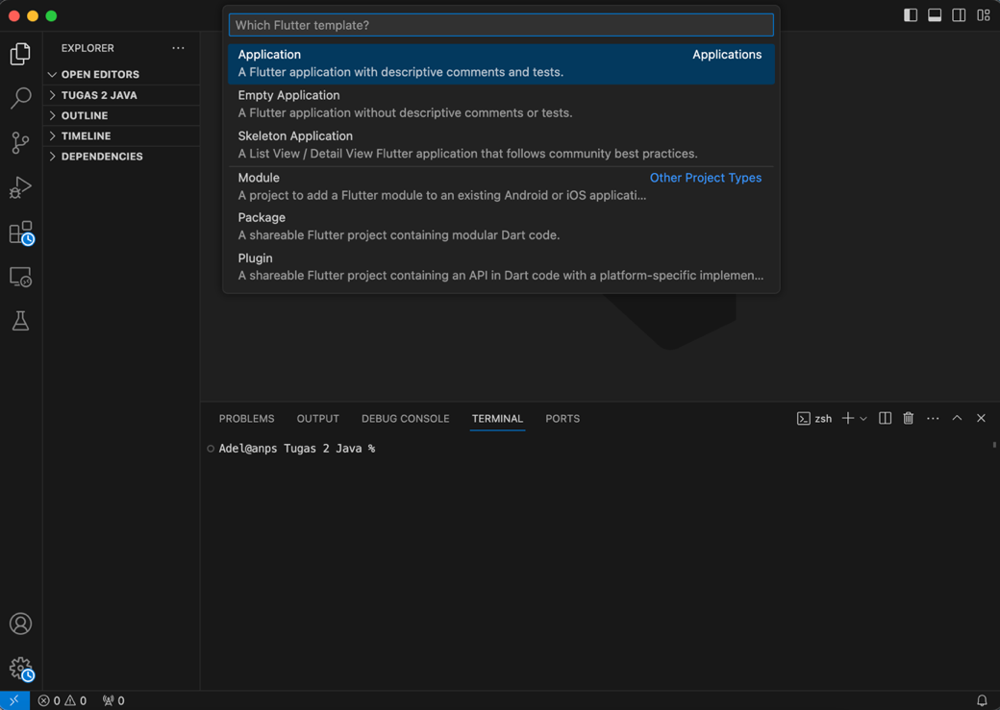 Which Flutter template?
Application Applications
A Flutter application with descriptive comments and tests.
Empty Application
A Flutter application without descriptive comments or tests.
Skeleton Application
A List View / Detail View Flutter application that follows community best practices.
Module Other Project Types
A project to add a Flutter module to an existing Android or iOS applicati...
Package
A shareable Flutter project containing modular Dart code.
Plugin
A shareable Flutter project containing an API in Dart code with a platform-specific implemen...
EXPLORER
OPEN EDITORS
TUGAS 2 JAVA
OUTLINE
TIMELINE
DEPENDENCIES
PROBLEMS OUTPUT DEBUG CONSOLE TERMINAL PORTS zsh
Adel@anps Tugas 2 Java %
0 0 0